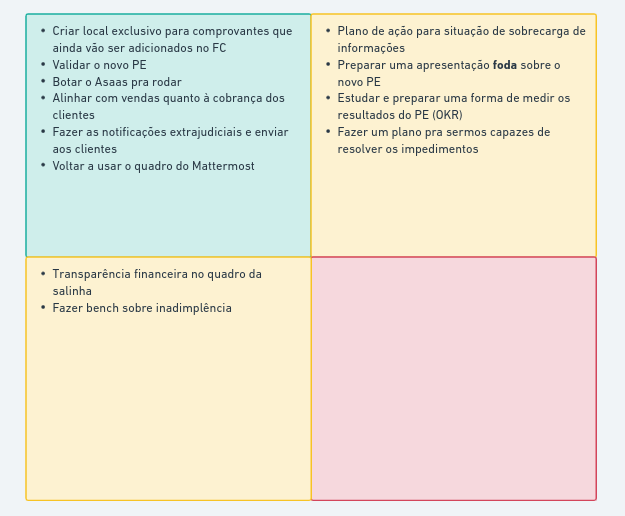 • Criar local exclusivo para comprovantes que
ainda vão ser adicionados no FC
• Validar o novo PE
• Botar o Asaas pra rodar
• Alinhar com vendas quanto à cobrança dos
clientes
• Fazer as notificações extrajudiciais e enviar
aos clientes
• Voltar a usar o quadro do Mattermost
• Plano de ação para situação de sobrecarga de
informações
• Preparar uma apresentação foda sobre o
novo PE
• Estudar e preparar uma forma de medir os
resultados do PE (OKR)
• Fazer um plano pra sermos capazes de
resolver os impedimentos
• Transparência financeira no quadro da
salinha
• Fazer bench sobre inadimplência